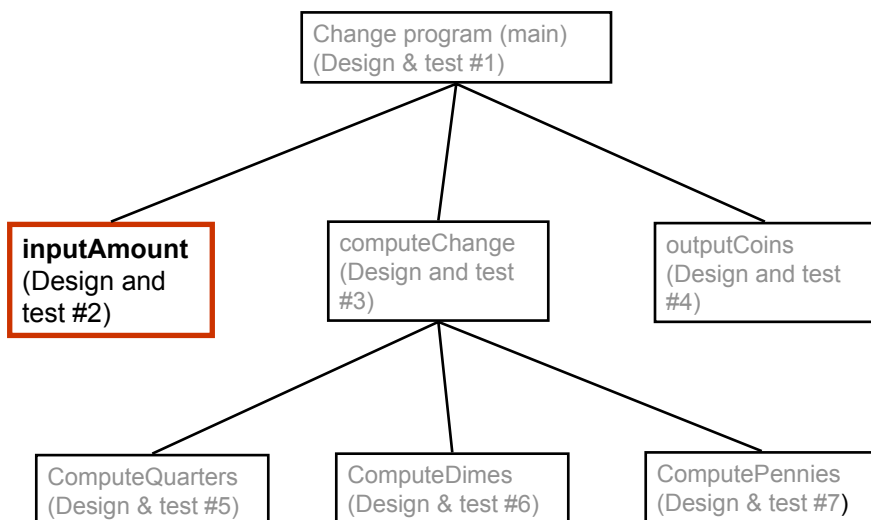 Change program (main)
(Design & test #1)
inputAmount
(Design and
test #2)
computeChange
(Design and test
#3)
outputCoins
(Design and test
#4)
ComputeQuarters
(Design & test #5)
ComputeDimes
(Design & test #6)
ComputePennies
(Design & test #7)